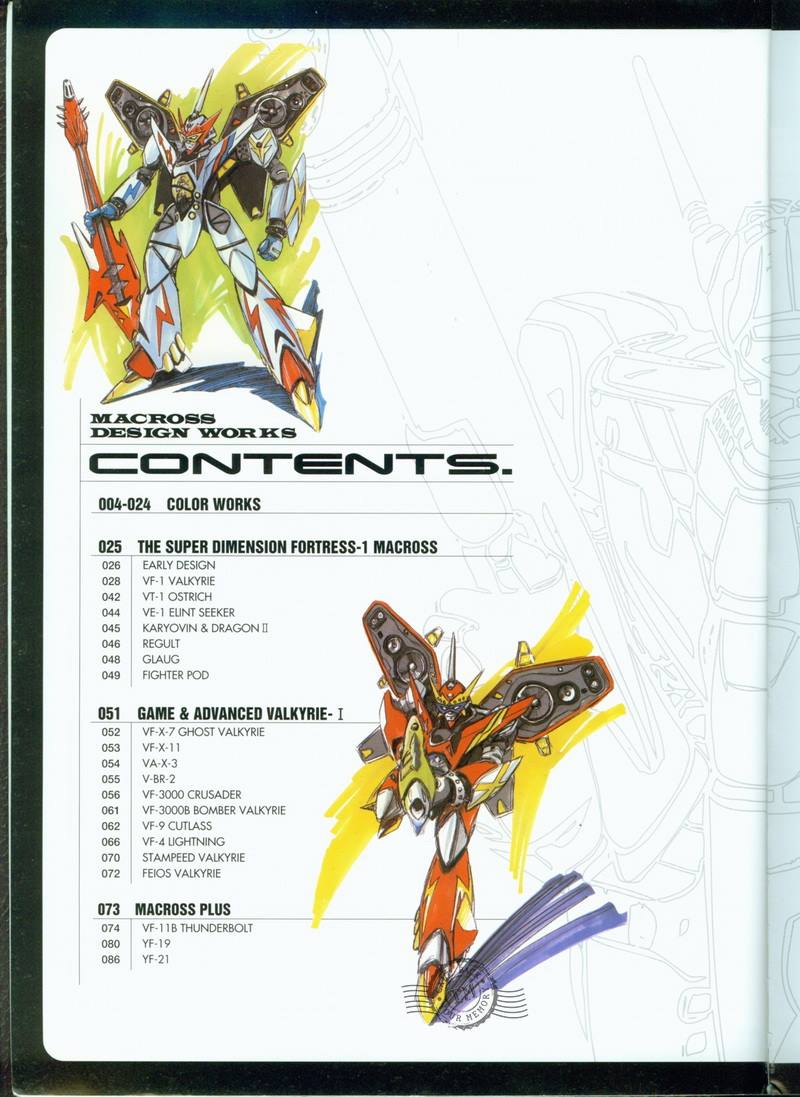 MACROSS
DESIGN WORKS
CONTENTS.
004-024 COLOR WORKS
025 THE SUPER DIMENSION FORTRESS-1 MACROSS
026 EARLY DESIGN
028 VF-1 VALKYRIE
042 VT-1 OSTRICH
044 VE-1 ELINT SEEKER
045 KARYOVIN & DRAGON II
046 REGULT
048 GLAUG
049 FIGHTER POD
051 GAME & ADVANCED VALKYRIE- I
052 VF-X-7 GHOST VALKYRIE
053 VF-X-11
054 VA-X-3
055 V-BR-2
056 VF-3000 CRUSADER
061 VF-3000B BOMBER VALKYRIE
062 VF-9 CUTLASS
066 VF-4 LIGHTNING
070 STAMPEED VALKYRIE
072 FEIOS VALKYRIE
073 MACROSS PLUS
074 VF-11B THUNDERBOLT
080 YF-19
086 YF-21
MEMORY